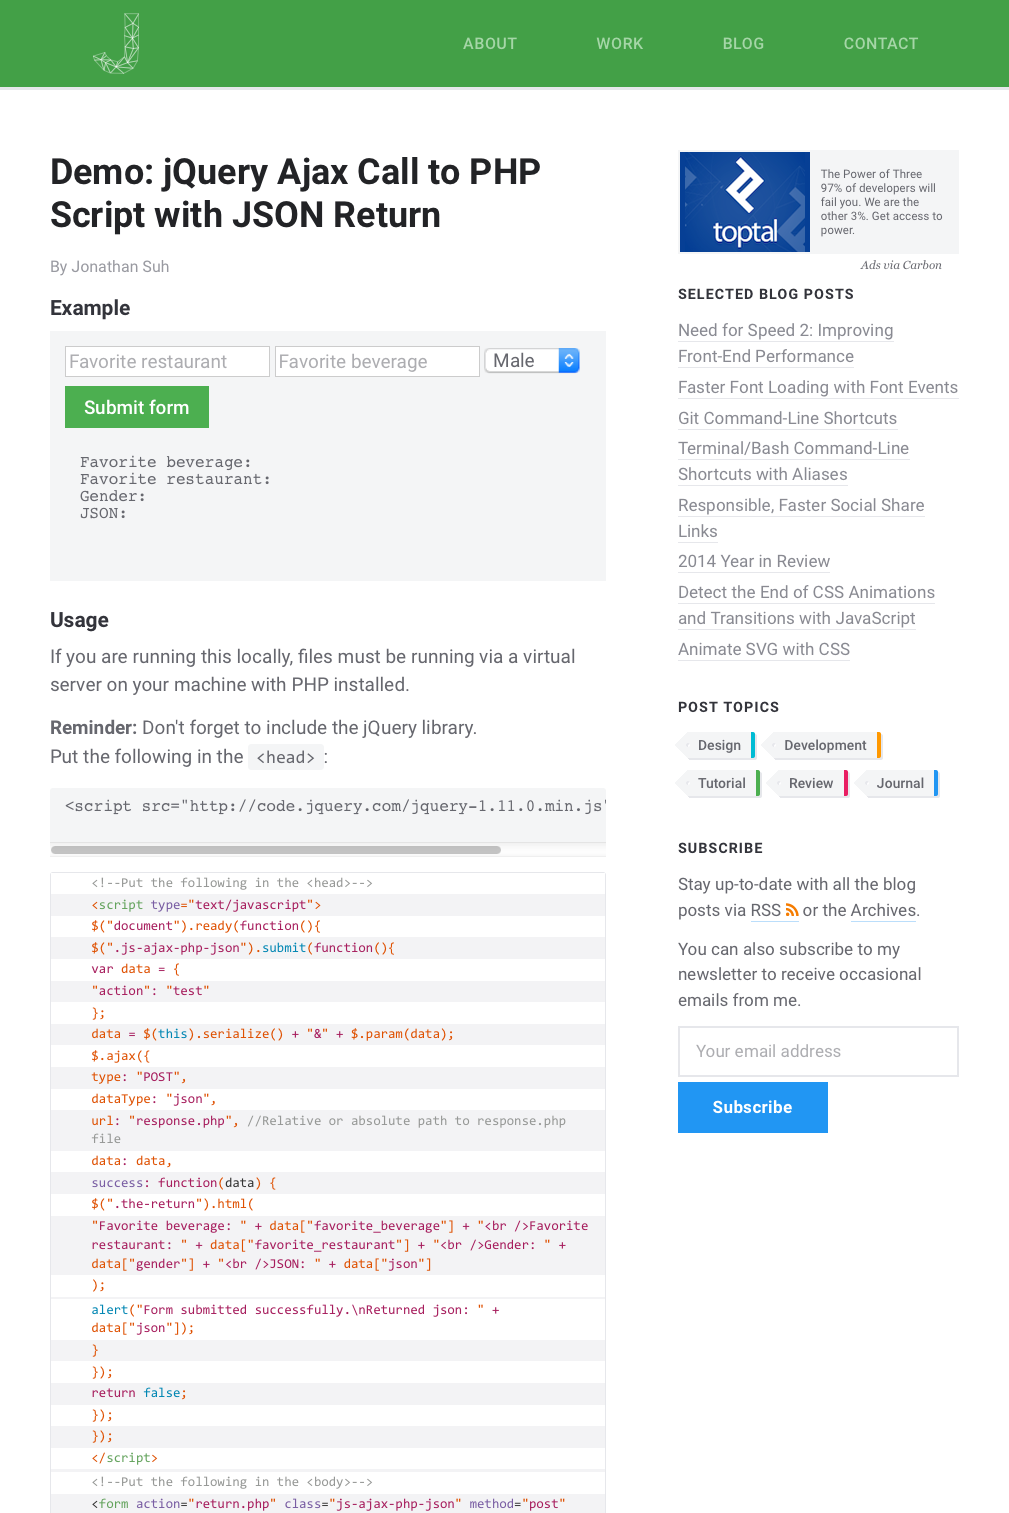 ABOUT WORK BLOG CONTACT
Demo: jQuery Ajax Call to PHP
Script with JSON Return
By Jonathan Suh
Example
Favorite restaurant Favorite beverage Male
Submit form
Favorite beverage:
Favorite restaurant:
Gender:
JSON:
Usage
If you are running this locally, files must be running via a virtual
server on your machine with PHP installed.
Reminder: Don't forget to include the jQuery library.
Put the following in the <head>:
<script src="http://code.jquery.com/jquery-1.11.0.min.js"
<!--Put the following in the <head>-->
<script type="text/javascript">
$("document").ready(function(){
$(".js-ajax-php-json").submit(function(){
var data = {
"action": "test"
};
data = $(this).serialize() + "&" + $.param(data);
$.ajax({
type: "POST",
dataType: "json",
url: "response.php", //Relative or absolute path to response.php
file
data: data,
success: function(data) {
$(".the-return").html(
"Favorite beverage: " + data["favorite_beverage"] + "<br />Favorite
restaurant: " + data["favorite_restaurant"] + "<br />Gender: " +
data["gender"] + "<br />JSON: " + data["json"]
);
alert("Form submitted successfully.\nReturned json: " +
data["json"]);
}
});
return false;
});
});
</script>
<!--Put the following in the <body>-->
<form action="return.php" class="js-ajax-php-json" method="post"
toptal
The Power of Three
97% of developers will
fail you. We are the
other 3%. Get access to
power.
Ads via Carbon
SELECTED BLOG POSTS
Need for Speed 2: Improving
Front-End Performance
Faster Font Loading with Font Events
Git Command-Line Shortcuts
Terminal/Bash Command-Line
Shortcuts with Aliases
Responsible, Faster Social Share
Links
2014 Year in Review
Detect the End of CSS Animations
and Transitions with JavaScript
Animate SVG with CSS
POST TOPICS
Design Development
Tutorial Review Journal
SUBSCRIBE
Stay up-to-date with all the blog
posts via RSS or the Archives.
You can also subscribe to my
newsletter to receive occasional
emails from me.
Your email address
Subscribe